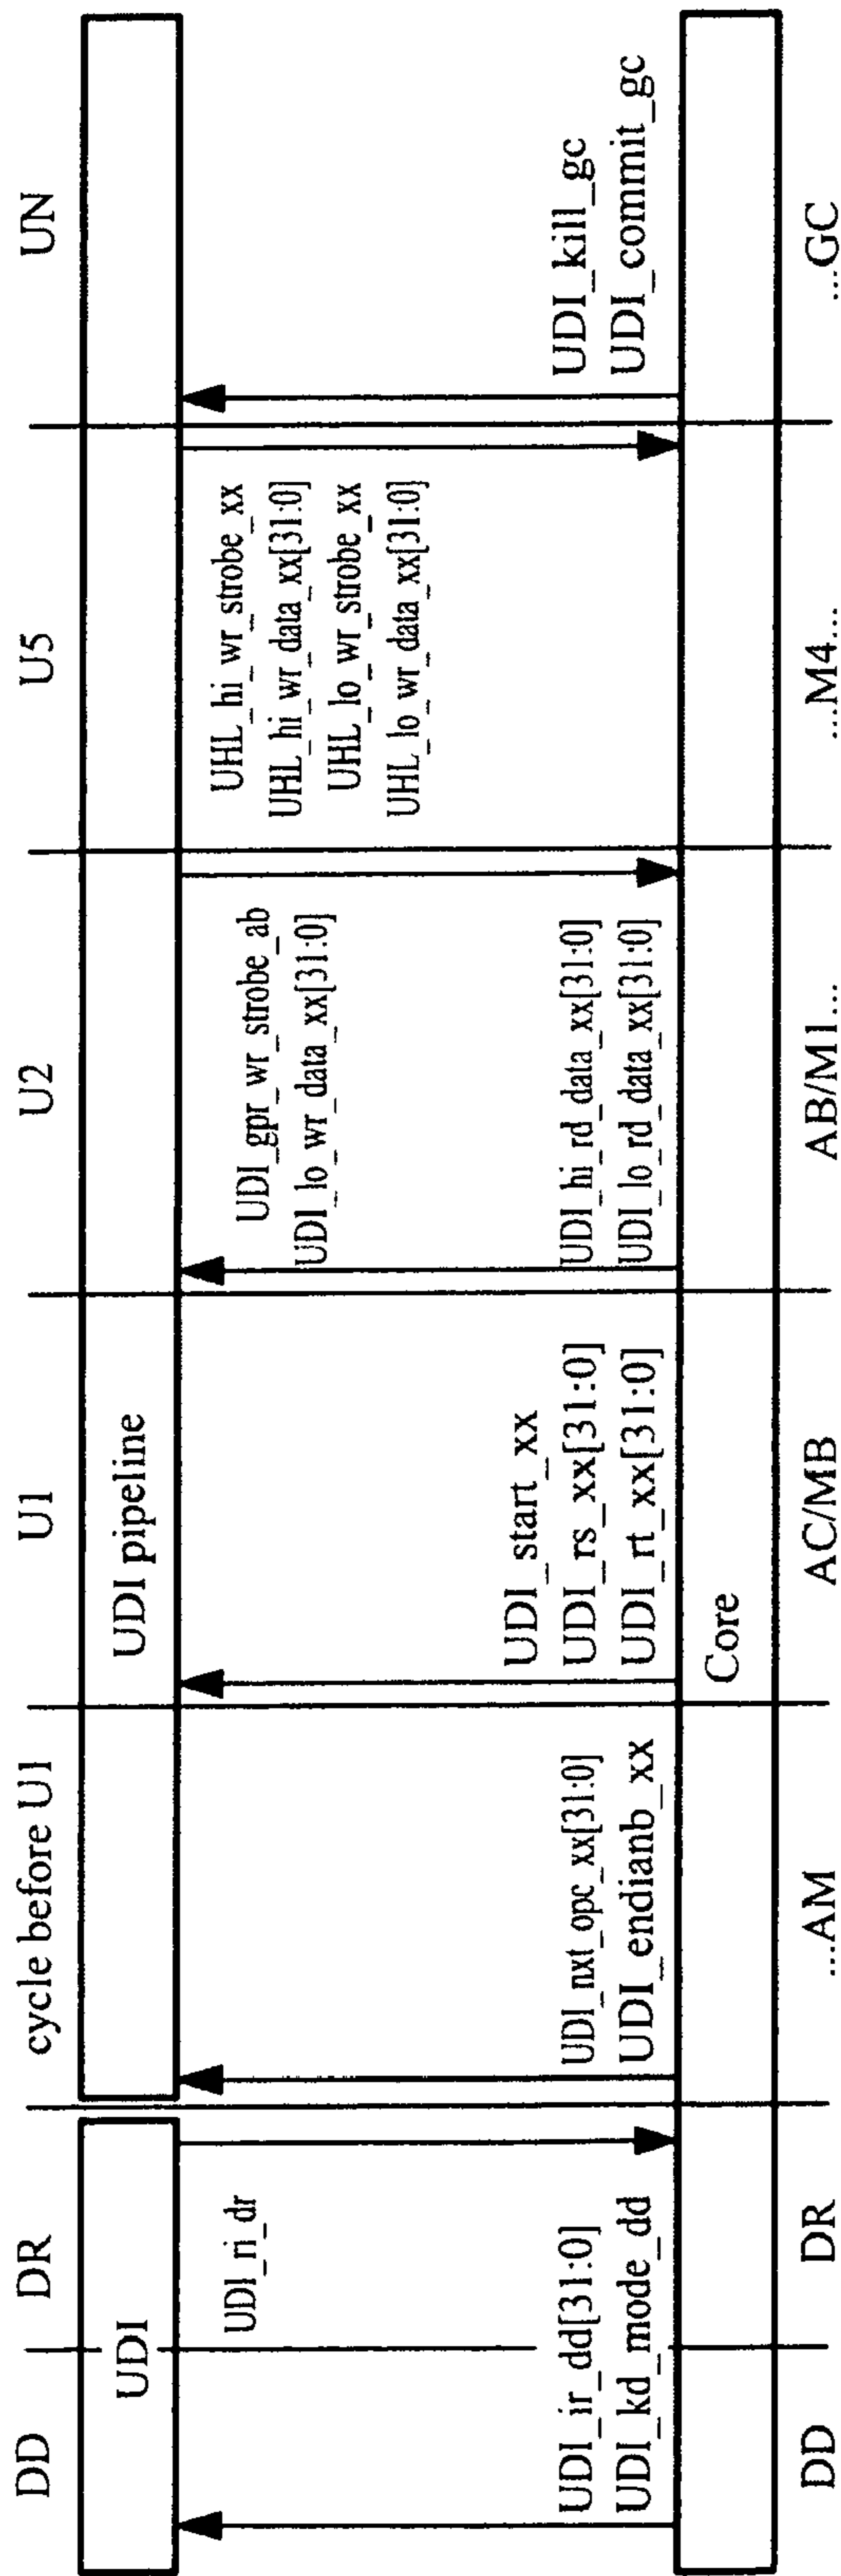 DD
DR
cycle before U1
U1
U2
U5
UN
UDI
UDI pipeline
UDI_ri_dr
UDI_gpr_wr_strobe_ab
UDI_lo_wr_data_xx[31:0]
UHL_hi_wr_strobe_xx
UHL_hi_wr_data_xx[31:0]
UHL_lo_wr_strobe_xx
UHL_lo_wr_data_xx[31:0]
UDI_ir_dd[31:0]
UDI_kd_mode_dd
UDI_nxt_opc_xx[31:0]
UDI_endianb_xx
UDI_start_xx
UDI_rs_xx[31:0]
UDI_rt_xx[31:0]
UDI_hi_rd_data_xx[31:0]
UDI_lo_rd_data_xx[31:0]
UDI_kill_gc
UDI_commit_gc
Core
DD
DR
...AM
AC/MB
AB/M1...
...M4...
...GC